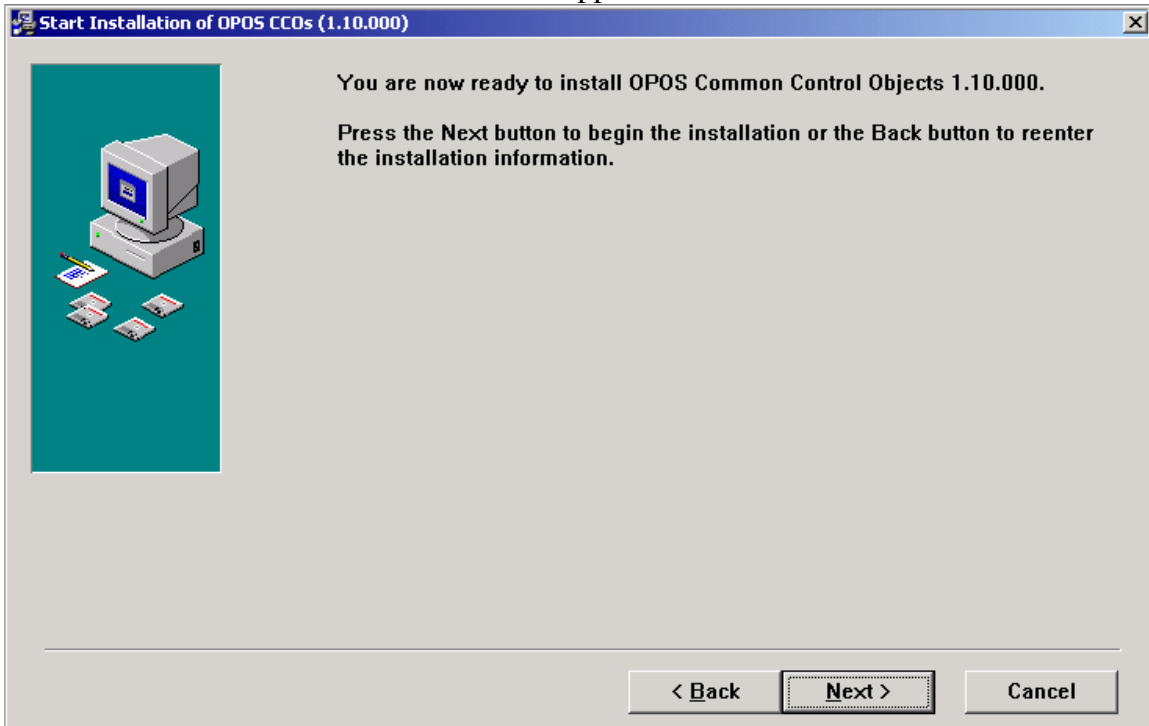 Start Installation of OPOS CCOs (1.10.000)
You are now ready to install OPOS Common Control Objects 1.10.000.
Press the Next button to begin the installation or the Back button to reenter
the installation information.
< Back Next > Cancel